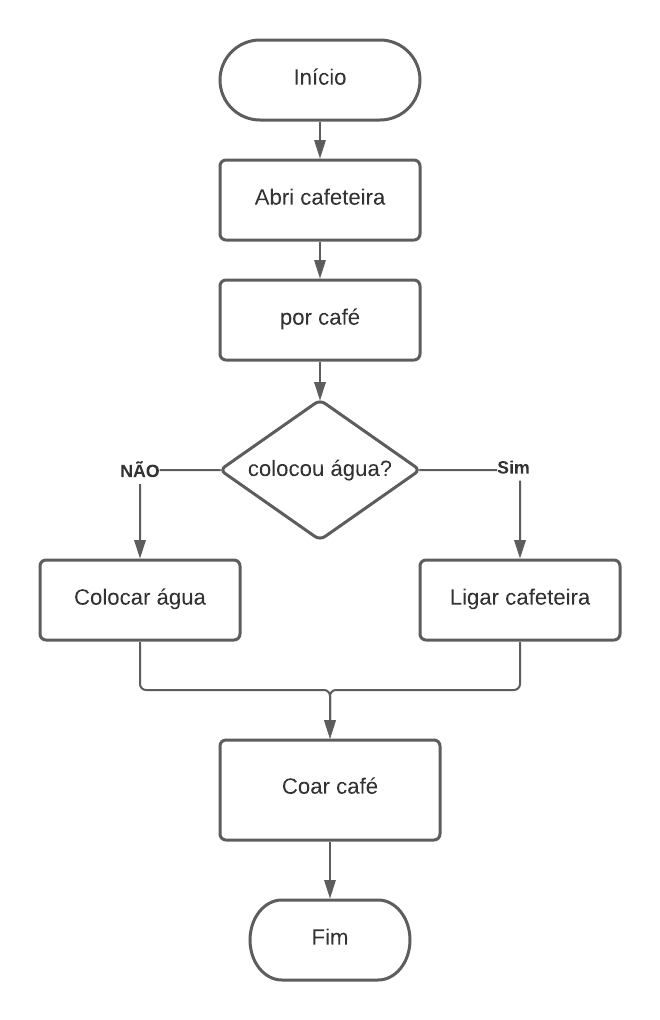 Início
Abri cafeteira
por café
colocou água?
NÃO
Sim
Colocar água
Ligar cafeteira
Coar café
Fim